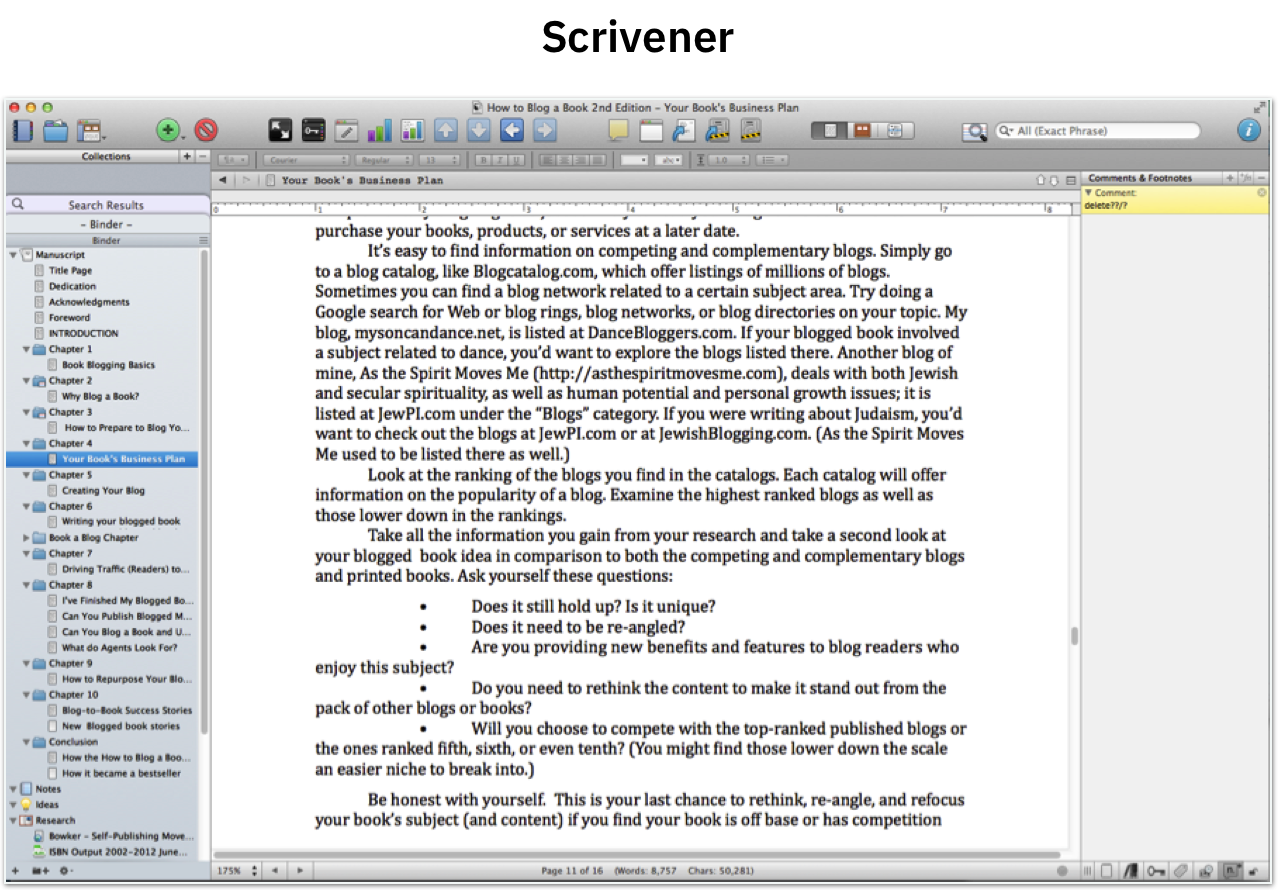 Scrivener
How to Blog a Book 2nd Edition – Your Book's Business Plan
All (Exact Phrase)
Collections
Courier
Regular
13
B I U
abc
1.0
Your Book's Business Plan
Comments & Footnotes
Search Results
– Binder –
Binder
0 1 2 3 4 5 6 7 8
Comment:
delete??/?
Manuscript
Title Page
Dedication
Acknowledgments
Foreword
INTRODUCTION
Chapter 1
Book Blogging Basics
Chapter 2
Why Blog a Book?
Chapter 3
How to Prepare to Blog Yo...
Chapter 4
Your Book's Business Plan
Chapter 5
Creating Your Blog
Chapter 6
Writing your blogged book
Book a Blog Chapter
Chapter 7
Driving Traffic (Readers) to...
Chapter 8
I've Finished My Blogged Bo...
Can You Publish Blogged M...
Can You Blog a Book and U...
What do Agents Look For?
Chapter 9
How to Repurpose Your Blo...
Chapter 10
Blog-to-Book Success Stories
New Blogged book stories
Conclusion
How the How to Blog a Boo...
How it became a bestseller
Notes
Ideas
Research
Bowker - Self-Publishing Move...
ISBN Output 2002-2012 June...
purchase your books, products, or services at a later date.
It's easy to find information on competing and complementary blogs. Simply go
to a blog catalog, like Blogcatalog.com, which offer listings of millions of blogs.
Sometimes you can find a blog network related to a certain subject area. Try doing a
Google search for Web or blog rings, blog networks, or blog directories on your topic. My
blog, mysoncandance.net, is listed at DanceBloggers.com. If your blogged book involved
a subject related to dance, you'd want to explore the blogs listed there. Another blog of
mine, As the Spirit Moves Me (http://asthespiritmovesme.com), deals with both Jewish
and secular spirituality, as well as human potential and personal growth issues; it is
listed at JewPI.com under the "Blogs" category. If you were writing about Judaism, you'd
want to check out the blogs at JewPI.com or at JewishBlogging.com. (As the Spirit Moves
Me used to be listed there as well.)
Look at the ranking of the blogs you find in the catalogs. Each catalog will offer
information on the popularity of a blog. Examine the highest ranked blogs as well as
those lower down in the rankings.
Take all the information you gain from your research and take a second look at
your blogged book idea in comparison to both the competing and complementary blogs
and printed books. Ask yourself these questions:
• Does it still hold up? Is it unique?
• Does it need to be re-angled?
• Are you providing new benefits and features to blog readers who
enjoy this subject?
• Do you need to rethink the content to make it stand out from the
pack of other blogs or books?
• Will you choose to compete with the top-ranked published blogs or
the ones ranked fifth, sixth, or even tenth? (You might find those lower down the scale
an easier niche to break into.)
Be honest with yourself. This is your last chance to rethink, re-angle, and refocus
your book's subject (and content) if you find your book is off base or has competition
175%
Page 11 of 16 (Words: 8,757 Chars: 50,281)